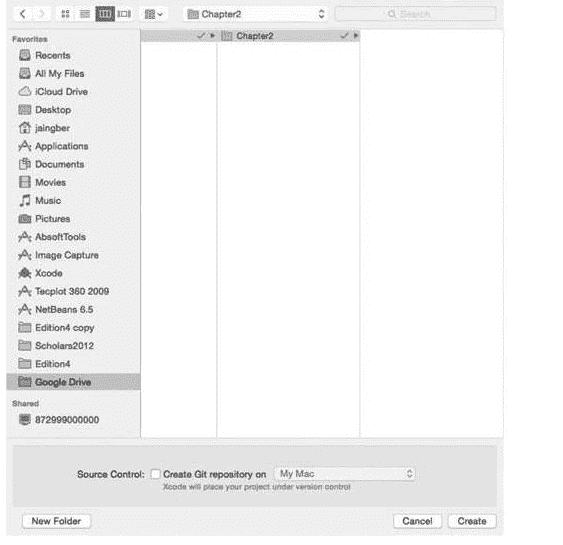 Chapter2
Search
Favorites
Recents
All My Files
iCloud Drive
Desktop
jaingber
Applications
Documents
Movies
Music
Pictures
AbsoftTools
Image Capture
Xcode
Tecplot 360 2009
NetBeans 6.5
Edition4 copy
Scholars2012
Edition4
Google Drive
Shared
872999000000
Chapter2
Source Control: Create Git repository on My Mac
Xcode will place your project under version control
New Folder Cancel Create